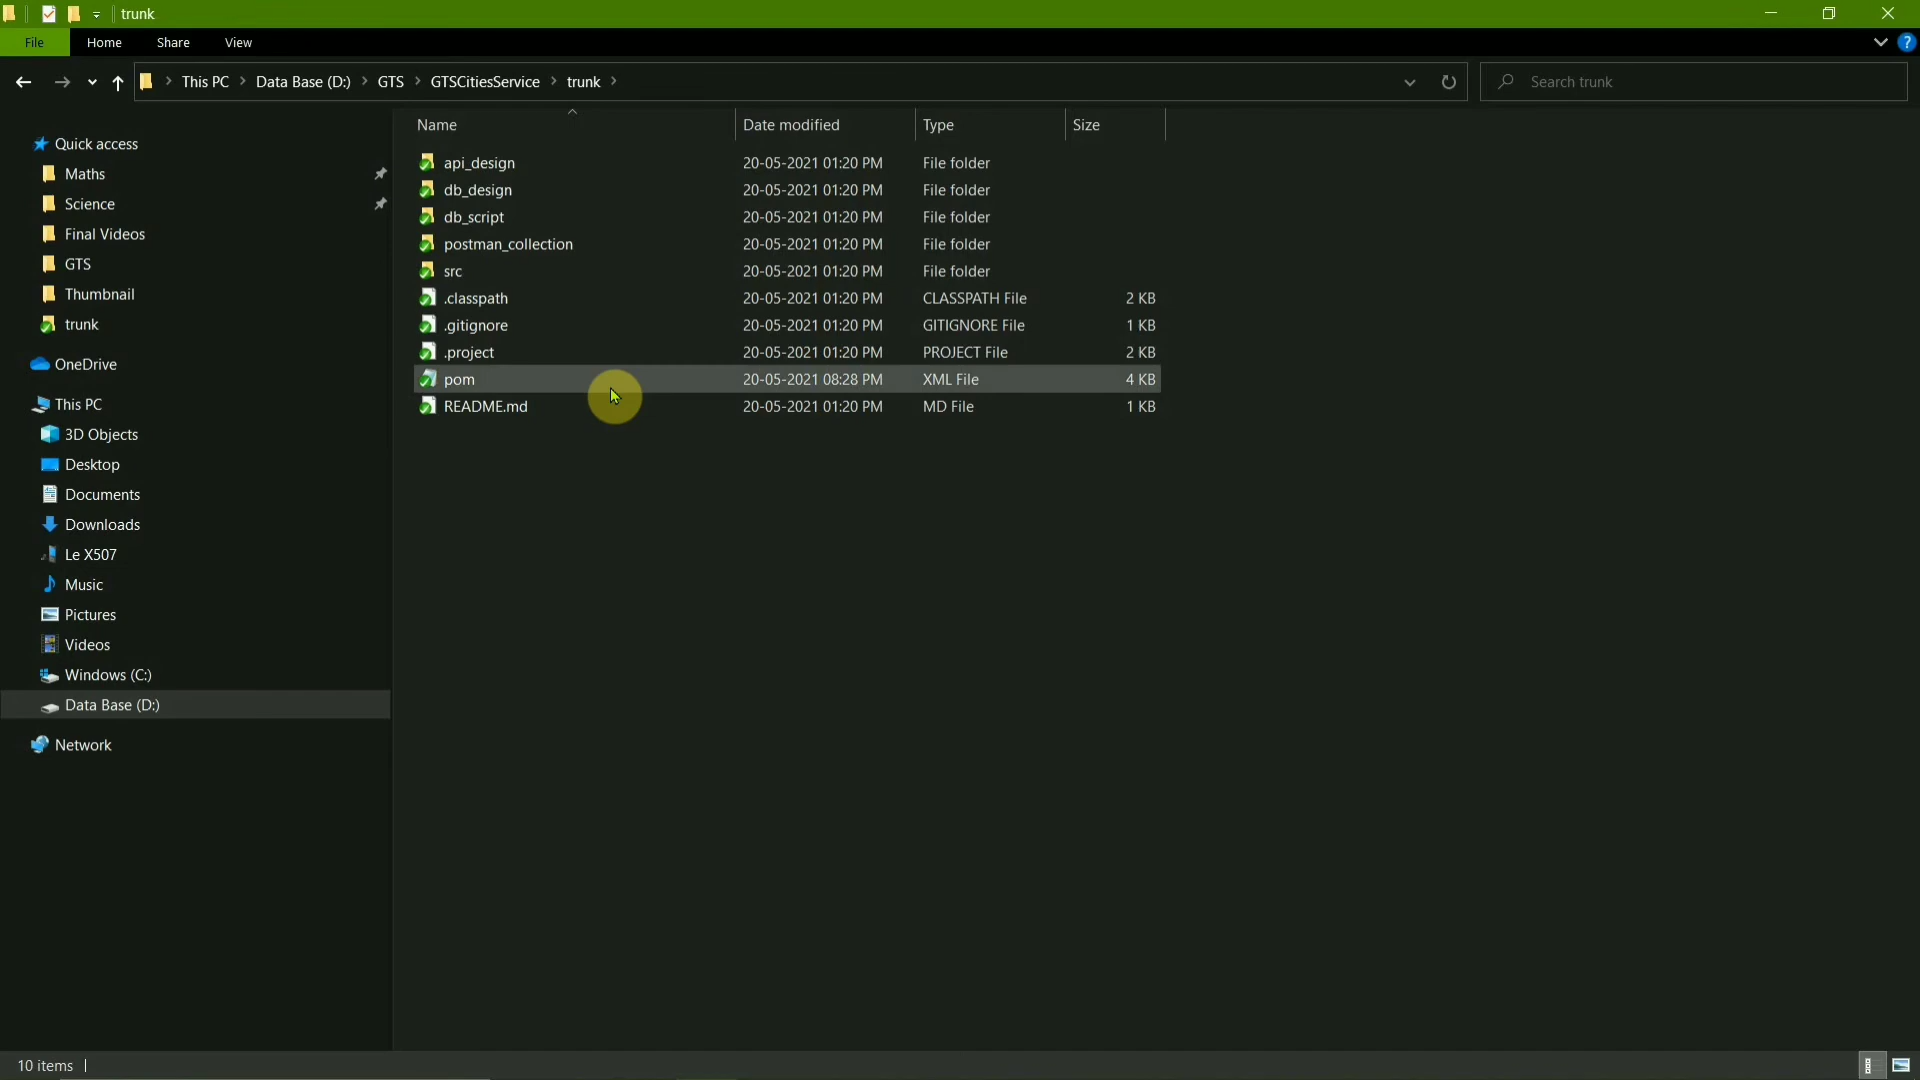 trunk
File Home Share View
This PC Data Base (D:) GTS GTSCitiesService trunk Search trunk
Name Date modified Type Size
Quick access
Maths
Science
Final Videos
GTS
Thumbnail
trunk
OneDrive
This PC
3D Objects
Desktop
Documents
Downloads
Le X507
Music
Pictures
Videos
Windows (C:)
Data Base (D:)
Network
api_design 20-05-2021 01:20 PM File folder
db_design 20-05-2021 01:20 PM File folder
db_script 20-05-2021 01:20 PM File folder
postman_collection 20-05-2021 01:20 PM File folder
src 20-05-2021 01:20 PM File folder
.classpath 20-05-2021 01:20 PM CLASSPATH File 2 KB
.gitignore 20-05-2021 01:20 PM GITIGNORE File 1 KB
.project 20-05-2021 01:20 PM PROJECT File 2 KB
pom 20-05-2021 08:28 PM XML File 4 KB
README.md 20-05-2021 01:20 PM MD File 1 KB
10 items